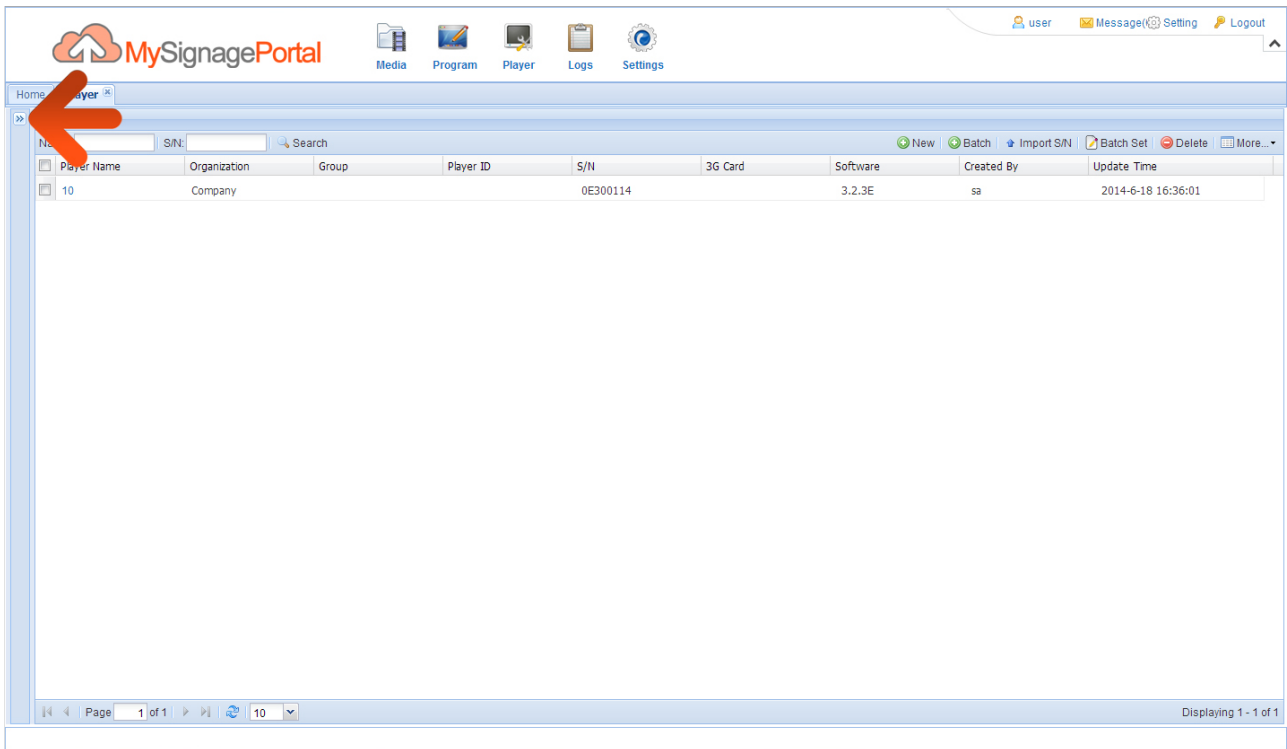 user Message( Setting Logout
MySignagePortal
Media Program Player Logs Settings
Home ayer
S/N: Search New Batch Import S/N Batch Set Delete More...
Player Name Organization Group Player ID S/N 3G Card Software Created By Update Time
10 Company 0E300114 3.2.3E sa 2014-6-18 16:36:01
Page 1 of 1 10 Displaying 1 - 1 of 1